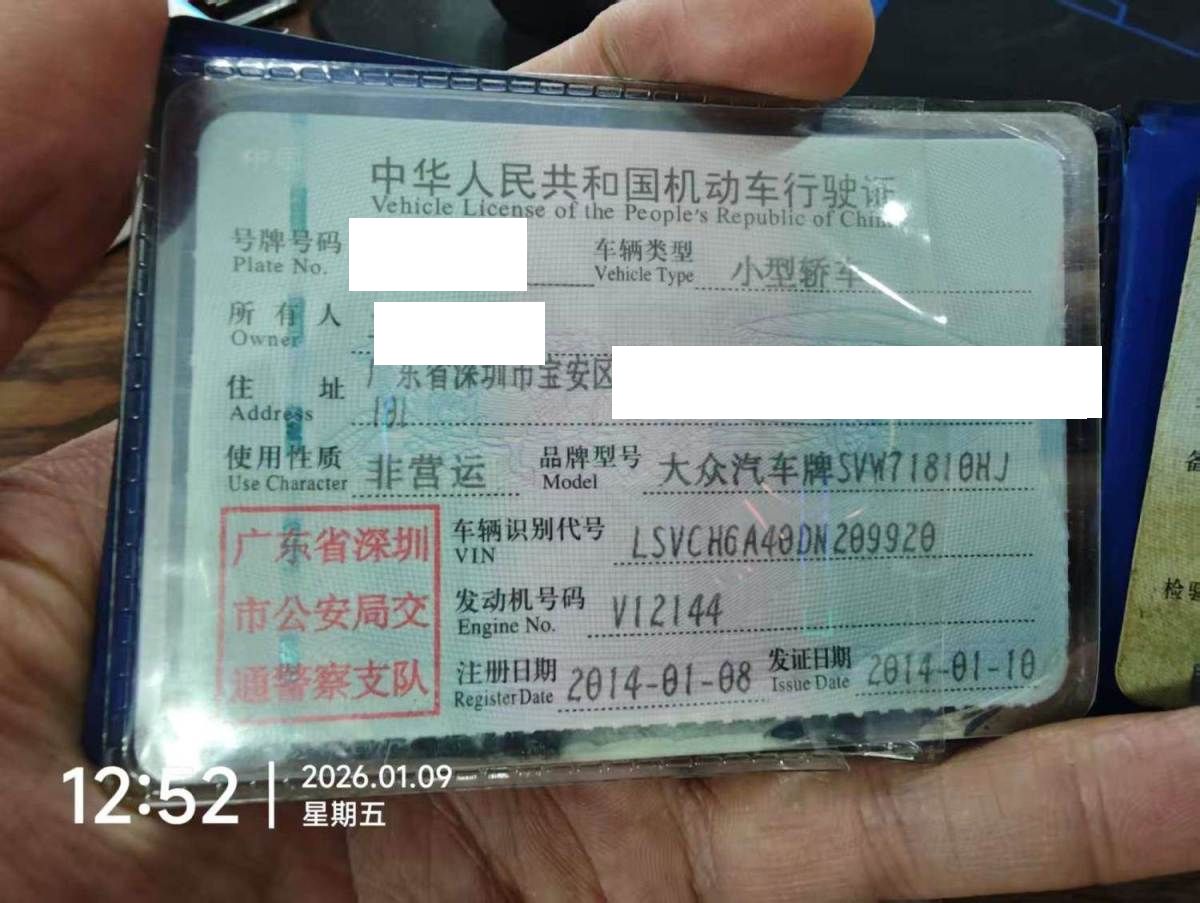 中华人民共和国机动车行驶证
Vehicle License of the People's Republic of China
号牌号码
Plate No.
车辆类型 小型轿车
Vehicle Type
所有人
Owner
住址 广东省深圳市宝安区
Address 131
使用性质 非营运
Use Character
品牌型号 大众汽车牌SVW71810HJ
Model
广东省深圳
市公安局交
通警察支队
车辆识别代号 LSVCH6A40DN209920
VIN
发动机号码 V12144
Engine No.
注册日期 2014-01-08
Register Date
发证日期 2014-01-10
Issue Date
检验
12:52
2026.01.09
星期五